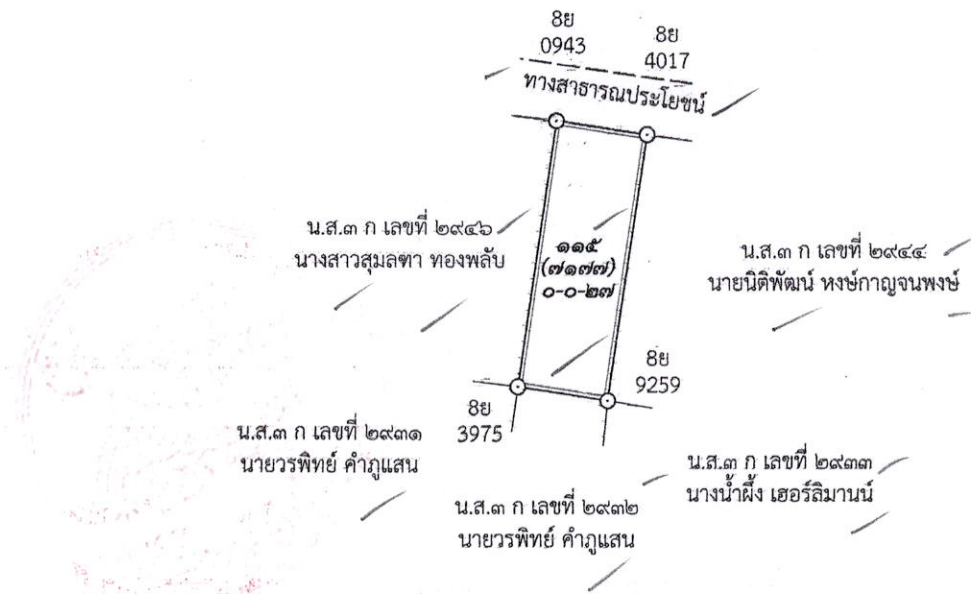 8ย
0943
8ย
4017
ทางสาธารณประโยชน์
น.ส.๓ ก เลขที่ ๒๙๔๖
นางสาวสุมลฑา ทองพลับ
๑๑๕
(๗๑๗๗)
๐-๐-๒๗
น.ส.๓ ก เลขที่ ๒๙๔๔
นายนิติพัฒน์ หงษ์กาญจนพงษ์
8ย
9259
8ย
3975
น.ส.๓ ก เลขที่ ๒๙๓๑
นายวรพิทย์ คำภูแสน
น.ส.๓ ก เลขที่ ๒๙๓๓
นางน้ำผึ้ง เฮอร์ลิมานน์
น.ส.๓ ก เลขที่ ๒๙๓๒
นายวรพิทย์ คำภูแสน